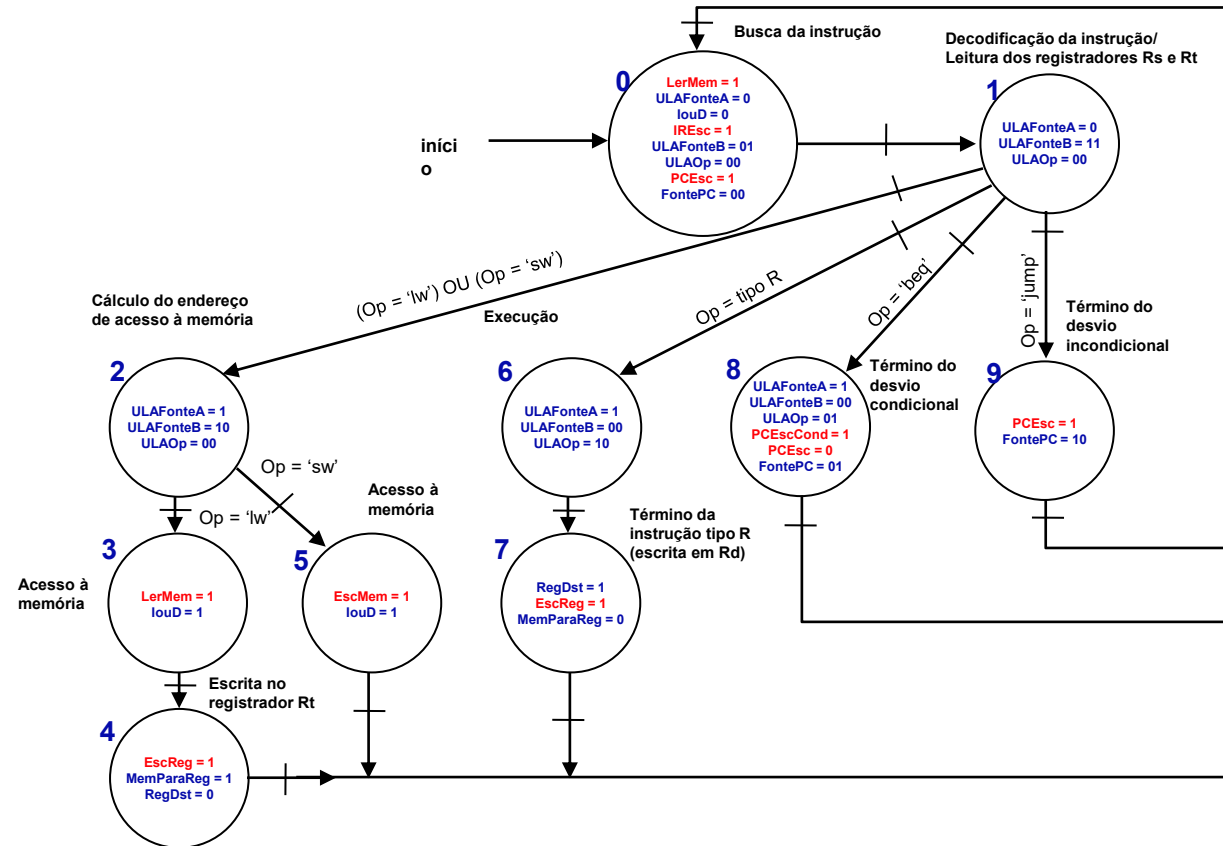 Busca da instrução
Decodificação da instrução/
Leitura dos registradores Rs e Rt
0
LerMem = 1
ULAFonteA = 0
IouD = 0
IREsc = 1
ULAFonteB = 01
ULAOp = 00
PCEsc = 1
FontePC = 00
1
ULAFonteA = 0
ULAFonteB = 11
ULAOp = 00
iníci
o
(Op = ‘lw’) OU (Op = ‘sw’)
Op = tipo R
Op = ‘beq’
Op = ‘jump’
Cálculo do endereço
de acesso à memória
Execução
Término do
desvio
incondicional
2
ULAFonteA = 1
ULAFonteB = 10
ULAOp = 00
6
ULAFonteA = 1
ULAFonteB = 00
ULAOp = 10
8
ULAFonteA = 1
ULAFonteB = 00
ULAOp = 01
PCEscCond = 1
PCEsc = 0
FontePC = 01
Término do
desvio
condicional
9
PCEsc = 1
FontePC = 10
Op = ‘sw’
Op = ‘lw’
Acesso à
memória
Término da
instrução tipo R
(escrita em Rd)
Acesso à
memória
3
LerMem = 1
IouD = 1
5
EscMem = 1
IouD = 1
7
RegDst = 1
EscReg = 1
MemParaReg = 0
Escrita no
registrador Rt
4
EscReg = 1
MemParaReg = 1
RegDst = 0